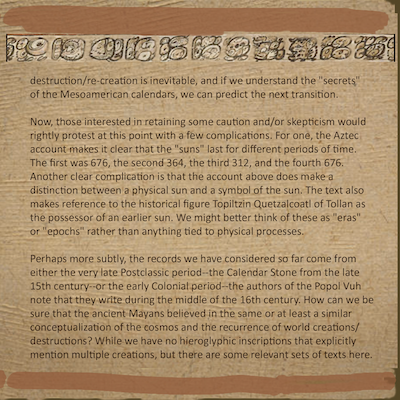 destruction/re-creation is inevitable, and if we understand the "secrets"
of the Mesoamerican calendars, we can predict the next transition.
Now, those interested in retaining some caution and/or skepticism would
rightly protest at this point with a few complications. For one, the Aztec
account makes it clear that the "suns" last for different periods of time.
The first was 676, the second 364, the third 312, and the fourth 676.
Another clear complication is that the account above does make a
distinction between a physical sun and a symbol of the sun. The text also
makes reference to the historical figure Topiltzin Quetzalcoatl of Tollan as
the possessor of an earlier sun. We might better think of these as "eras"
or "epochs" rather than anything tied to physical processes.
Perhaps more subtly, the records we have considered so far come from
either the very late Postclassic period--the Calendar Stone from the late
15th century--or the early Colonial period--the authors of the Popol Vuh
note that they write during the middle of the 16th century. How can we be
sure that the ancient Mayans believed in the same or at least a similar
conceptualization of the cosmos and the recurrence of world creations/
destructions? While we have no hieroglyphic inscriptions that explicitly
mention multiple creations, but there are some relevant sets of texts here.